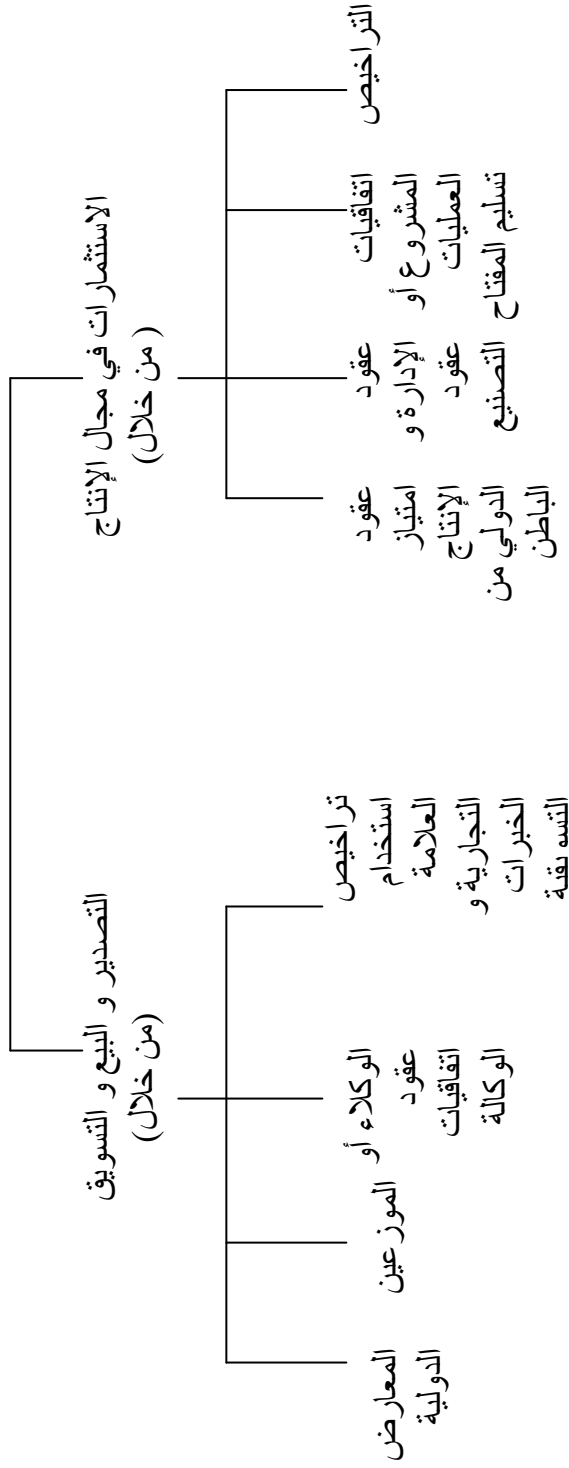 الاستثمارات في مجال الإنتاج
(من خلال)
التراخيص
اتفاقيات
المشروع أو
العمليات
تسليم المفتاح
عقود
الإدارة و
عقود
التصنيع
عقود
امتياز
الإنتاج
الدولي من
الباطن
التصدير و البيع و التسويق
(من خلال)
تراخيص
استخدام
العلامة
التجارية و
الخبرات
التسويقية
الوكلاء أو
عقود
اتفاقيات
الوكالة
الموزعين
المعارض
الدولية